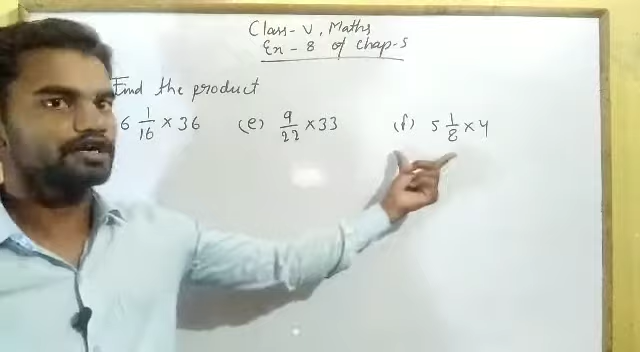 Class - V, Maths
Ex - 8 of chap-5
Find the product
6 1/16 × 36 (e) 9/22 × 33 (f) 5 1/8 × 4